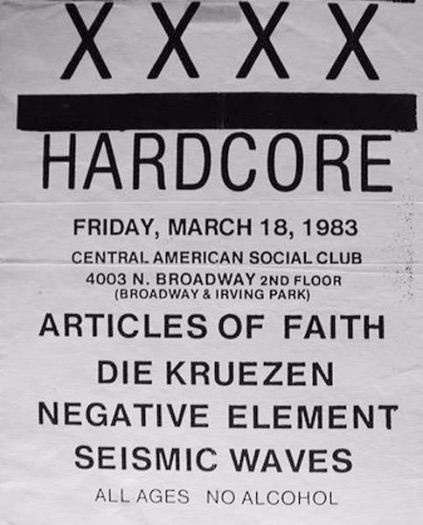 XXXX
HARDCORE
FRIDAY, MARCH 18, 1983
CENTRAL AMERICAN SOCIAL CLUB
4003 N. BROADWAY 2ND FLOOR
(BROADWAY & IRVING PARK)
ARTICLES OF FAITH
DIE KRUEZEN
NEGATIVE ELEMENT
SEISMIC WAVES
ALL AGES NO ALCOHOL